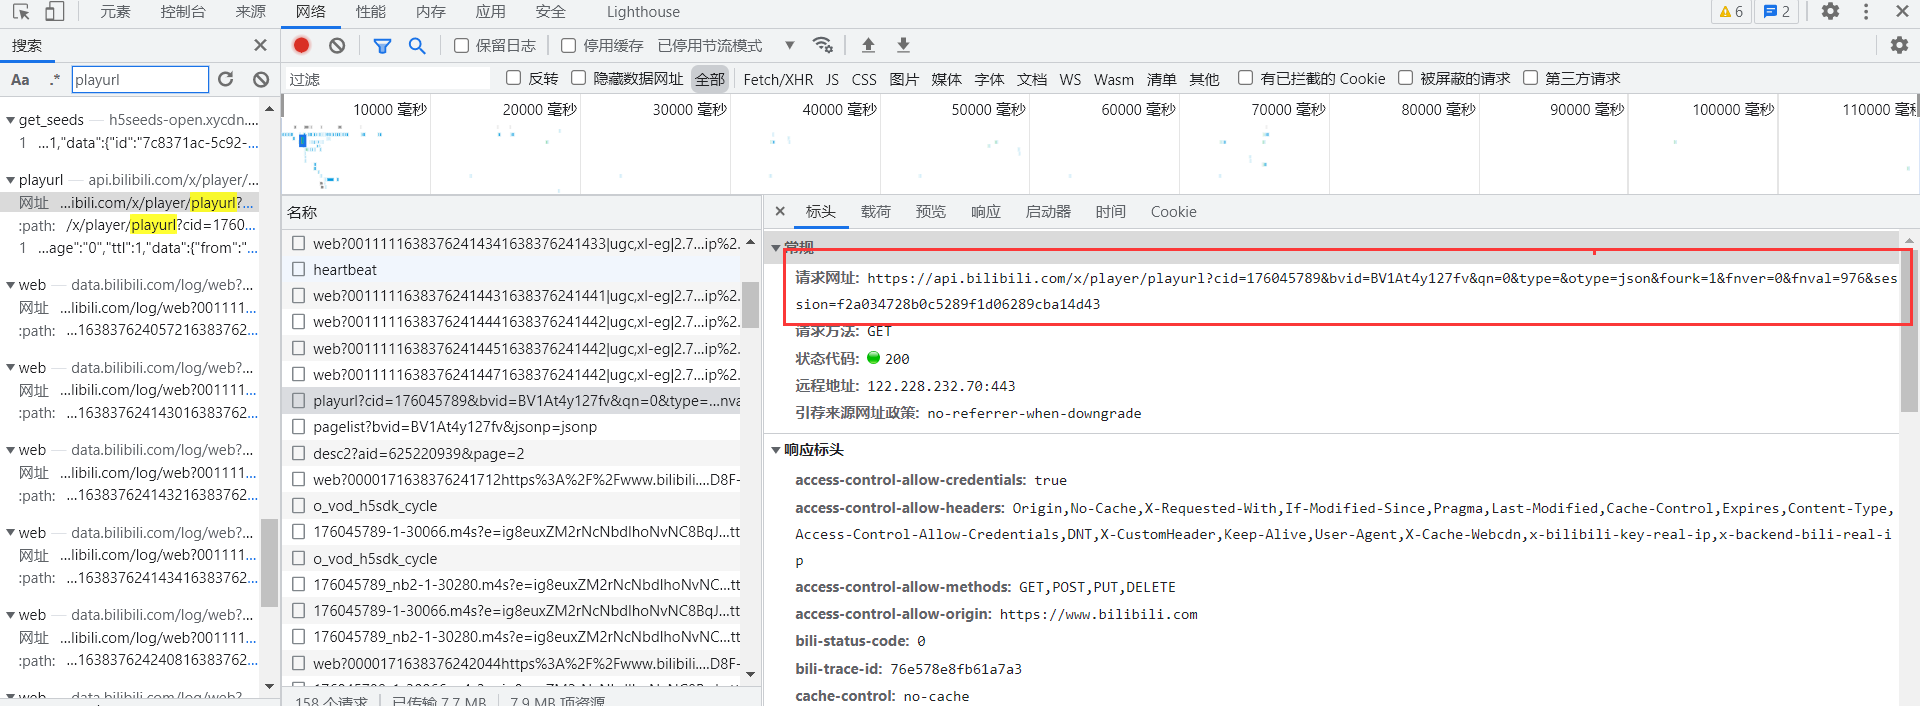 元素 控制台 来源 网络 性能 内存 应用 安全 Lighthouse 6 2
搜索
保留日志 停用缓存 已停用节流模式
Aa .* playurl
过滤 反转 隐藏数据网址 全部 Fetch/XHR JS CSS 图片 媒体 字体 文档 WS Wasm 清单 其他 有已拦截的 Cookie 被屏蔽的请求 第三方请求
10000 毫秒 20000 毫秒 30000 毫秒 40000 毫秒 50000 毫秒 60000 毫秒 70000 毫秒 80000 毫秒 90000 毫秒 100000 毫秒 110000 毫秒
get_seeds — h5seeds-open.xycdn....
1 ...1,"data":{"id":"7c8371ac-5c92-...
playurl — api.bilibili.com/x/player/...
网址 ...ibili.com/x/player/playurl?...
:path: /x/player/playurl?cid=1760...
1 ...age":"0","ttl":1,"data":{"from":"...
web — data.bilibili.com/log/web?...
网址 ...libili.com/log/web?001111...
:path: ...163837624057216383762...
web — data.bilibili.com/log/web?...
网址 ...libili.com/log/web?001111...
:path: ...163837624143016383762...
web — data.bilibili.com/log/web?...
网址 ...libili.com/log/web?001111...
:path: ...163837624143216383762...
web — data.bilibili.com/log/web?...
网址 ...libili.com/log/web?001111...
:path: ...163837624143416383762...
web — data.bilibili.com/log/web?...
网址 ...libili.com/log/web?001111...
:path: ...163837624240816383762...
web — data.bilibili.com/log/web?...
名称
web?00111116383762414341638376241433|ugc,xl-eg|2.7...ip%2.
heartbeat
web?00111116383762414431638376241441|ugc,xl-eg|2.7...ip%2.
web?00111116383762414441638376241442|ugc,xl-eg|2.7...ip%2.
web?00111116383762414451638376241442|ugc,xl-eg|2.7...ip%2.
web?00111116383762414471638376241442|ugc,xl-eg|2.7...ip%2.
playurl?cid=176045789&bvid=BV1At4y127fv&qn=0&type=...nva
pagelist?bvid=BV1At4y127fv&jsonp=jsonp
desc2?aid=625220939&page=2
web?0000171638376241712https%3A%2F%2Fwww.bilibili....D8F-
o_vod_h5sdk_cycle
176045789-1-30066.m4s?e=ig8euxZM2rNcNbdlhoNvNC8BqJ...tt
o_vod_h5sdk_cycle
176045789_nb2-1-30280.m4s?e=ig8euxZM2rNcNbdlhoNvNC...tt
176045789-1-30066.m4s?e=ig8euxZM2rNcNbdlhoNvNC8BqJ...tt
176045789_nb2-1-30280.m4s?e=ig8euxZM2rNcNbdlhoNvNC...tt
web?0000171638376242044https%3A%2F%2Fwww.bilibili....D8F-
158 个请求 已传输 7.7 MB 7.9 MB 项资源
标头 载荷 预览 响应 启动器 时间 Cookie
常规
请求网址: https://api.bilibili.com/x/player/playurl?cid=176045789&bvid=BV1At4y127fv&qn=0&type=&otype=json&fourk=1&fnver=0&fnval=976&ses
sion=f2a034728b0c5289f1d06289cba14d43
请求方法: GET
状态代码: 200
远程地址: 122.228.232.70:443
引荐来源网址政策: no-referrer-when-downgrade
响应标头
access-control-allow-credentials: true
access-control-allow-headers: Origin,No-Cache,X-Requested-With,If-Modified-Since,Pragma,Last-Modified,Cache-Control,Expires,Content-Type,
Access-Control-Allow-Credentials,DNT,X-CustomHeader,Keep-Alive,User-Agent,X-Cache-Webcdn,x-bilibili-key-real-ip,x-backend-bili-real-i
p
access-control-allow-methods: GET,POST,PUT,DELETE
access-control-allow-origin: https://www.bilibili.com
bili-status-code: 0
bili-trace-id: 76e578e8fb61a7a3
cache-control: no-cache